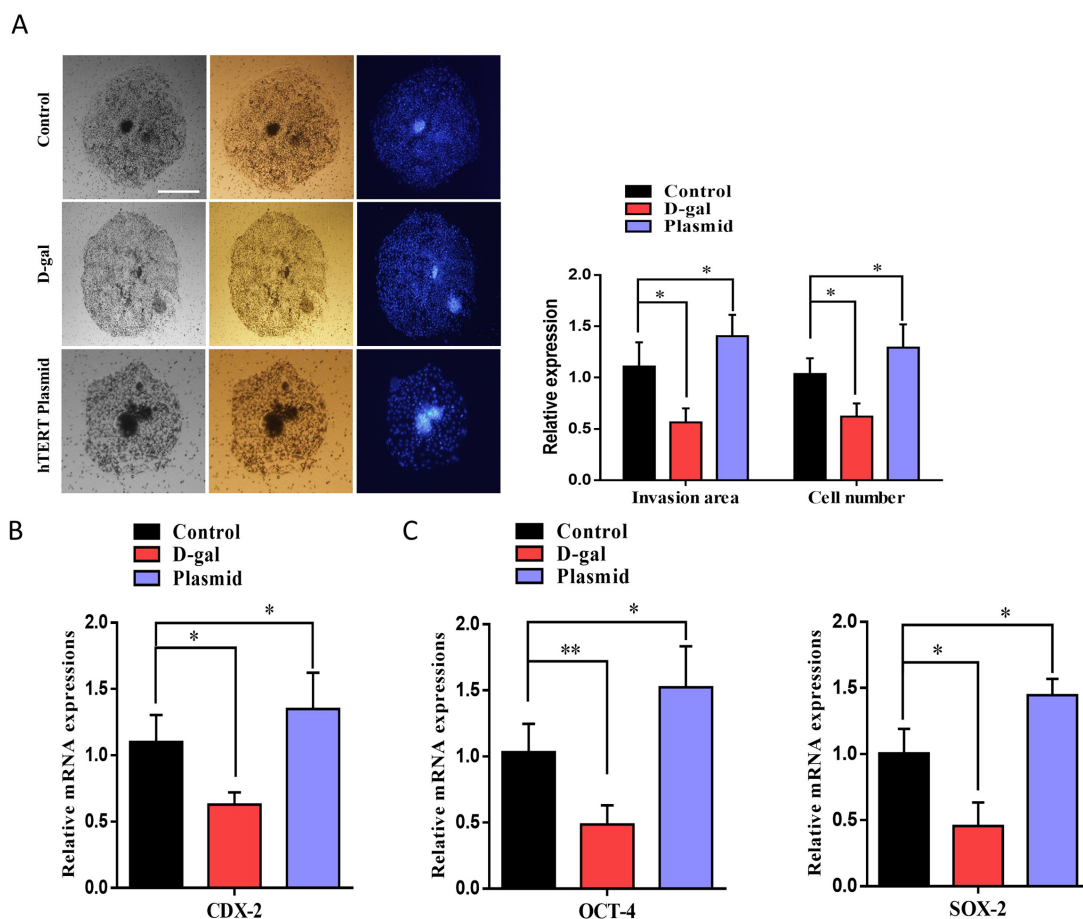 A
Control
D-gal
hTERT Plasmid
Control
D-gal
Plasmid
Relative expression
2.0
1.5
1.0
0.5
0.0
*
*
*
*
Invasion area
Cell number
B
Control
D-gal
Plasmid
Relative mRNA expressions
2.0
1.5
1.0
0.5
0.0
*
*
CDX-2
C
Control
D-gal
Plasmid
Relative mRNA expressions
2.0
1.5
1.0
0.5
0.0
*
**
OCT-4
Relative mRNA expressions
2.0
1.5
1.0
0.5
0.0
*
*
SOX-2